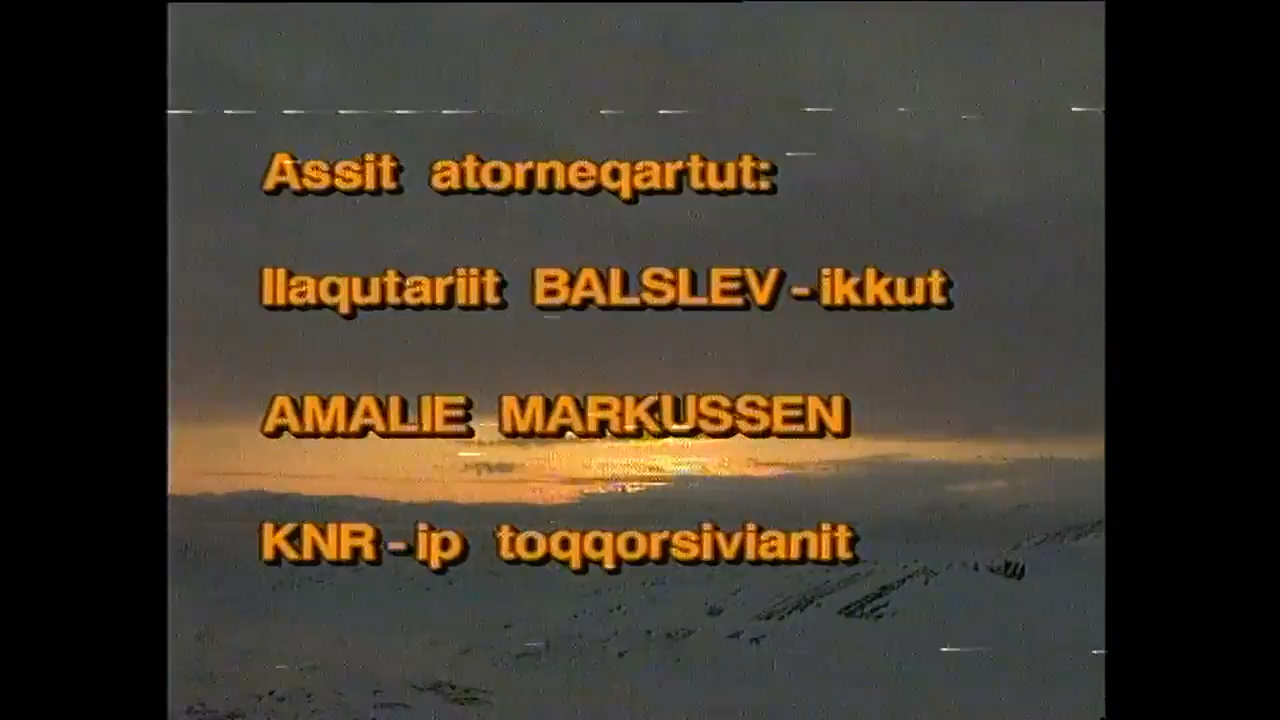 Assit atorneqartut:
Ilaqutariit BALSLEV-ikkut
AMALIE MARKUSSEN
KNR-ip toqqorsivianit